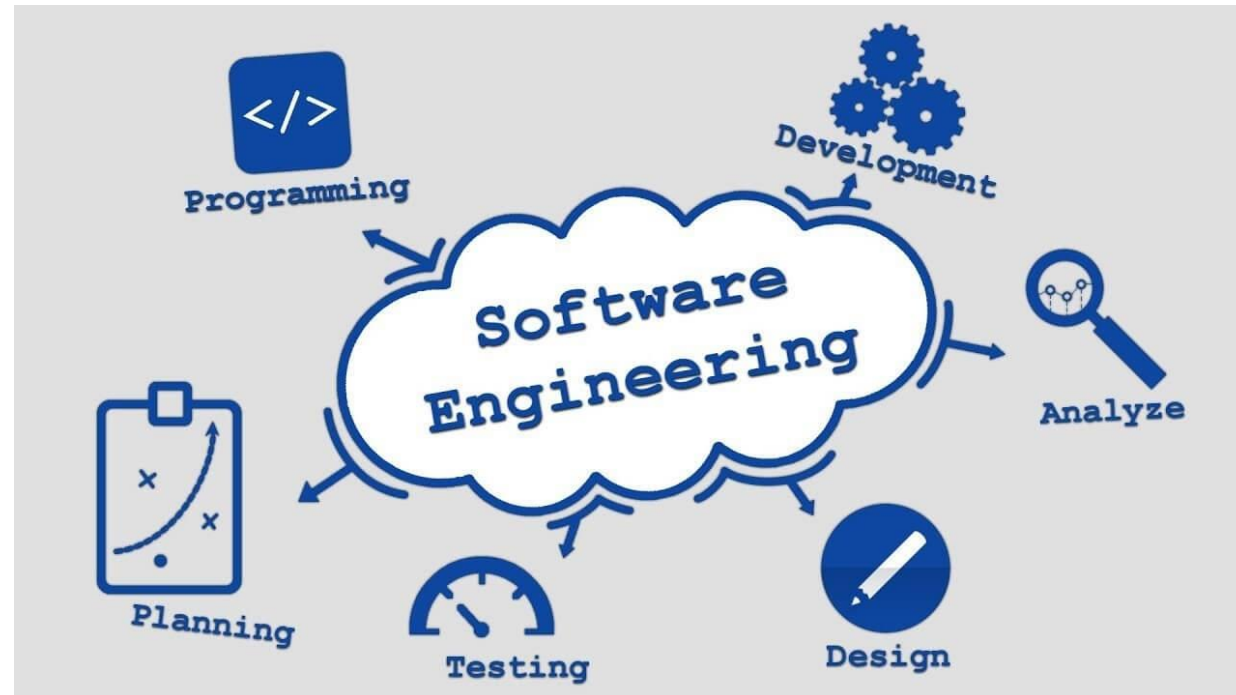 </>
Programming
Development
Software
Engineering
Analyze
Planning
Testing
Design